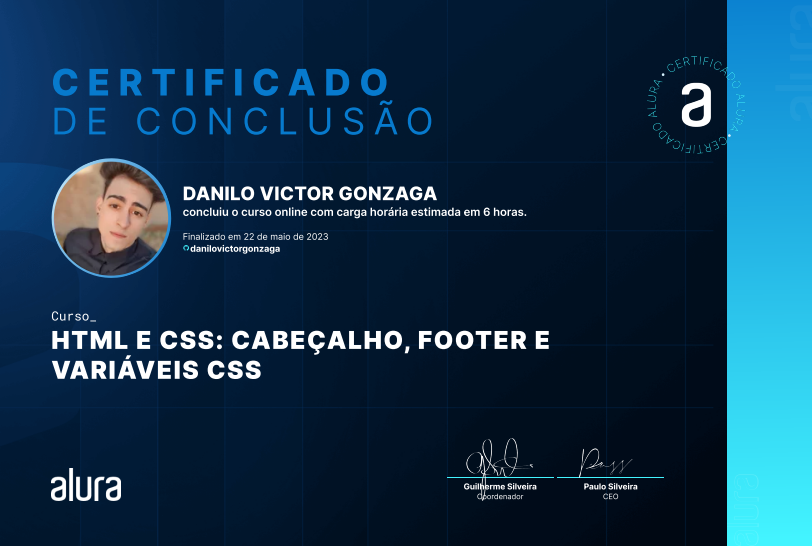 CERTIFICADO
DE CONCLUSÃO
CERTIFICADO ALURA • CERTIFICADO ALURA •
a
DANILO VICTOR GONZAGA
concluiu o curso online com carga horária estimada em 6 horas.
Finalizado em 22 de maio de 2023
danilovictorgonzaga
Curso_
HTML E CSS: CABEÇALHO, FOOTER E
VARIÁVEIS CSS
alura
Guilherme Silveira
Coordenador
Paulo Silveira
CEO